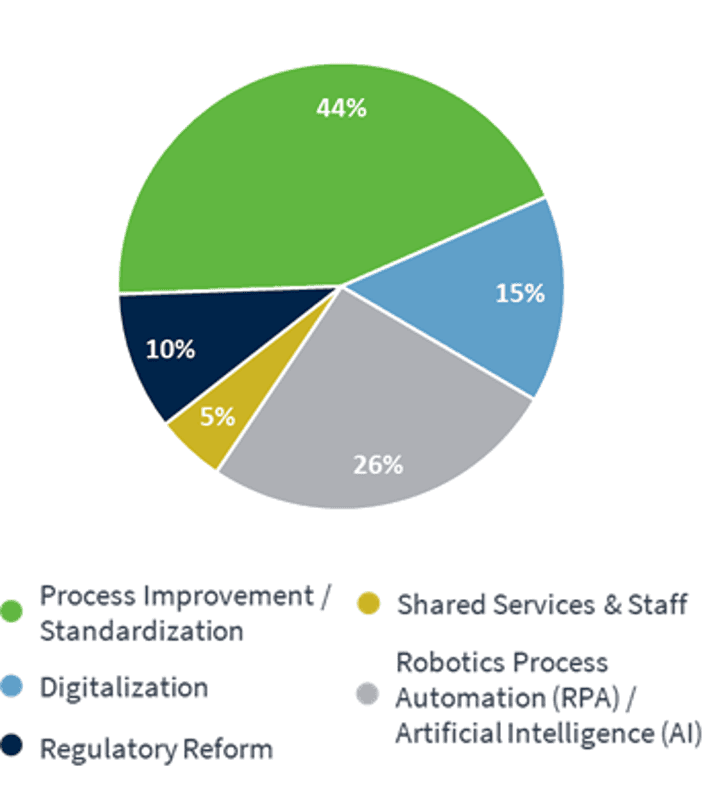 44%
15%
10%
5%
26%
Process Improvement /
Standardization
Digitalization
Regulatory Reform
Shared Services & Staff
Robotics Process
Automation (RPA) /
Artificial Intelligence (AI)